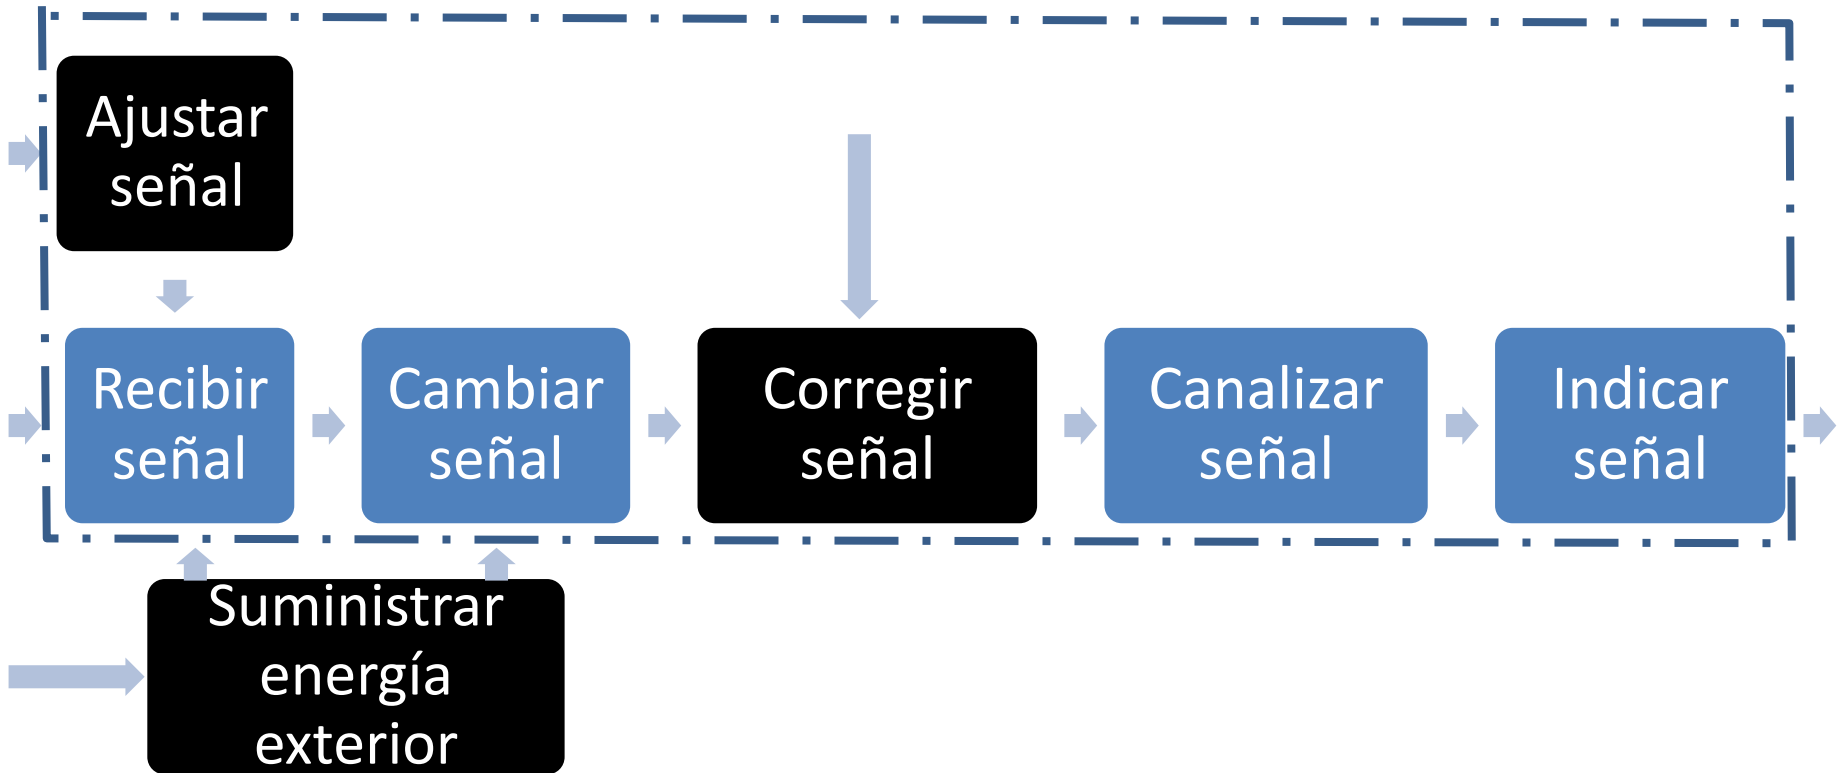 Ajustar
señal
Recibir
señal
Cambiar
señal
Corregir
señal
Canalizar
señal
Indicar
señal
Suministrar
energía
exterior